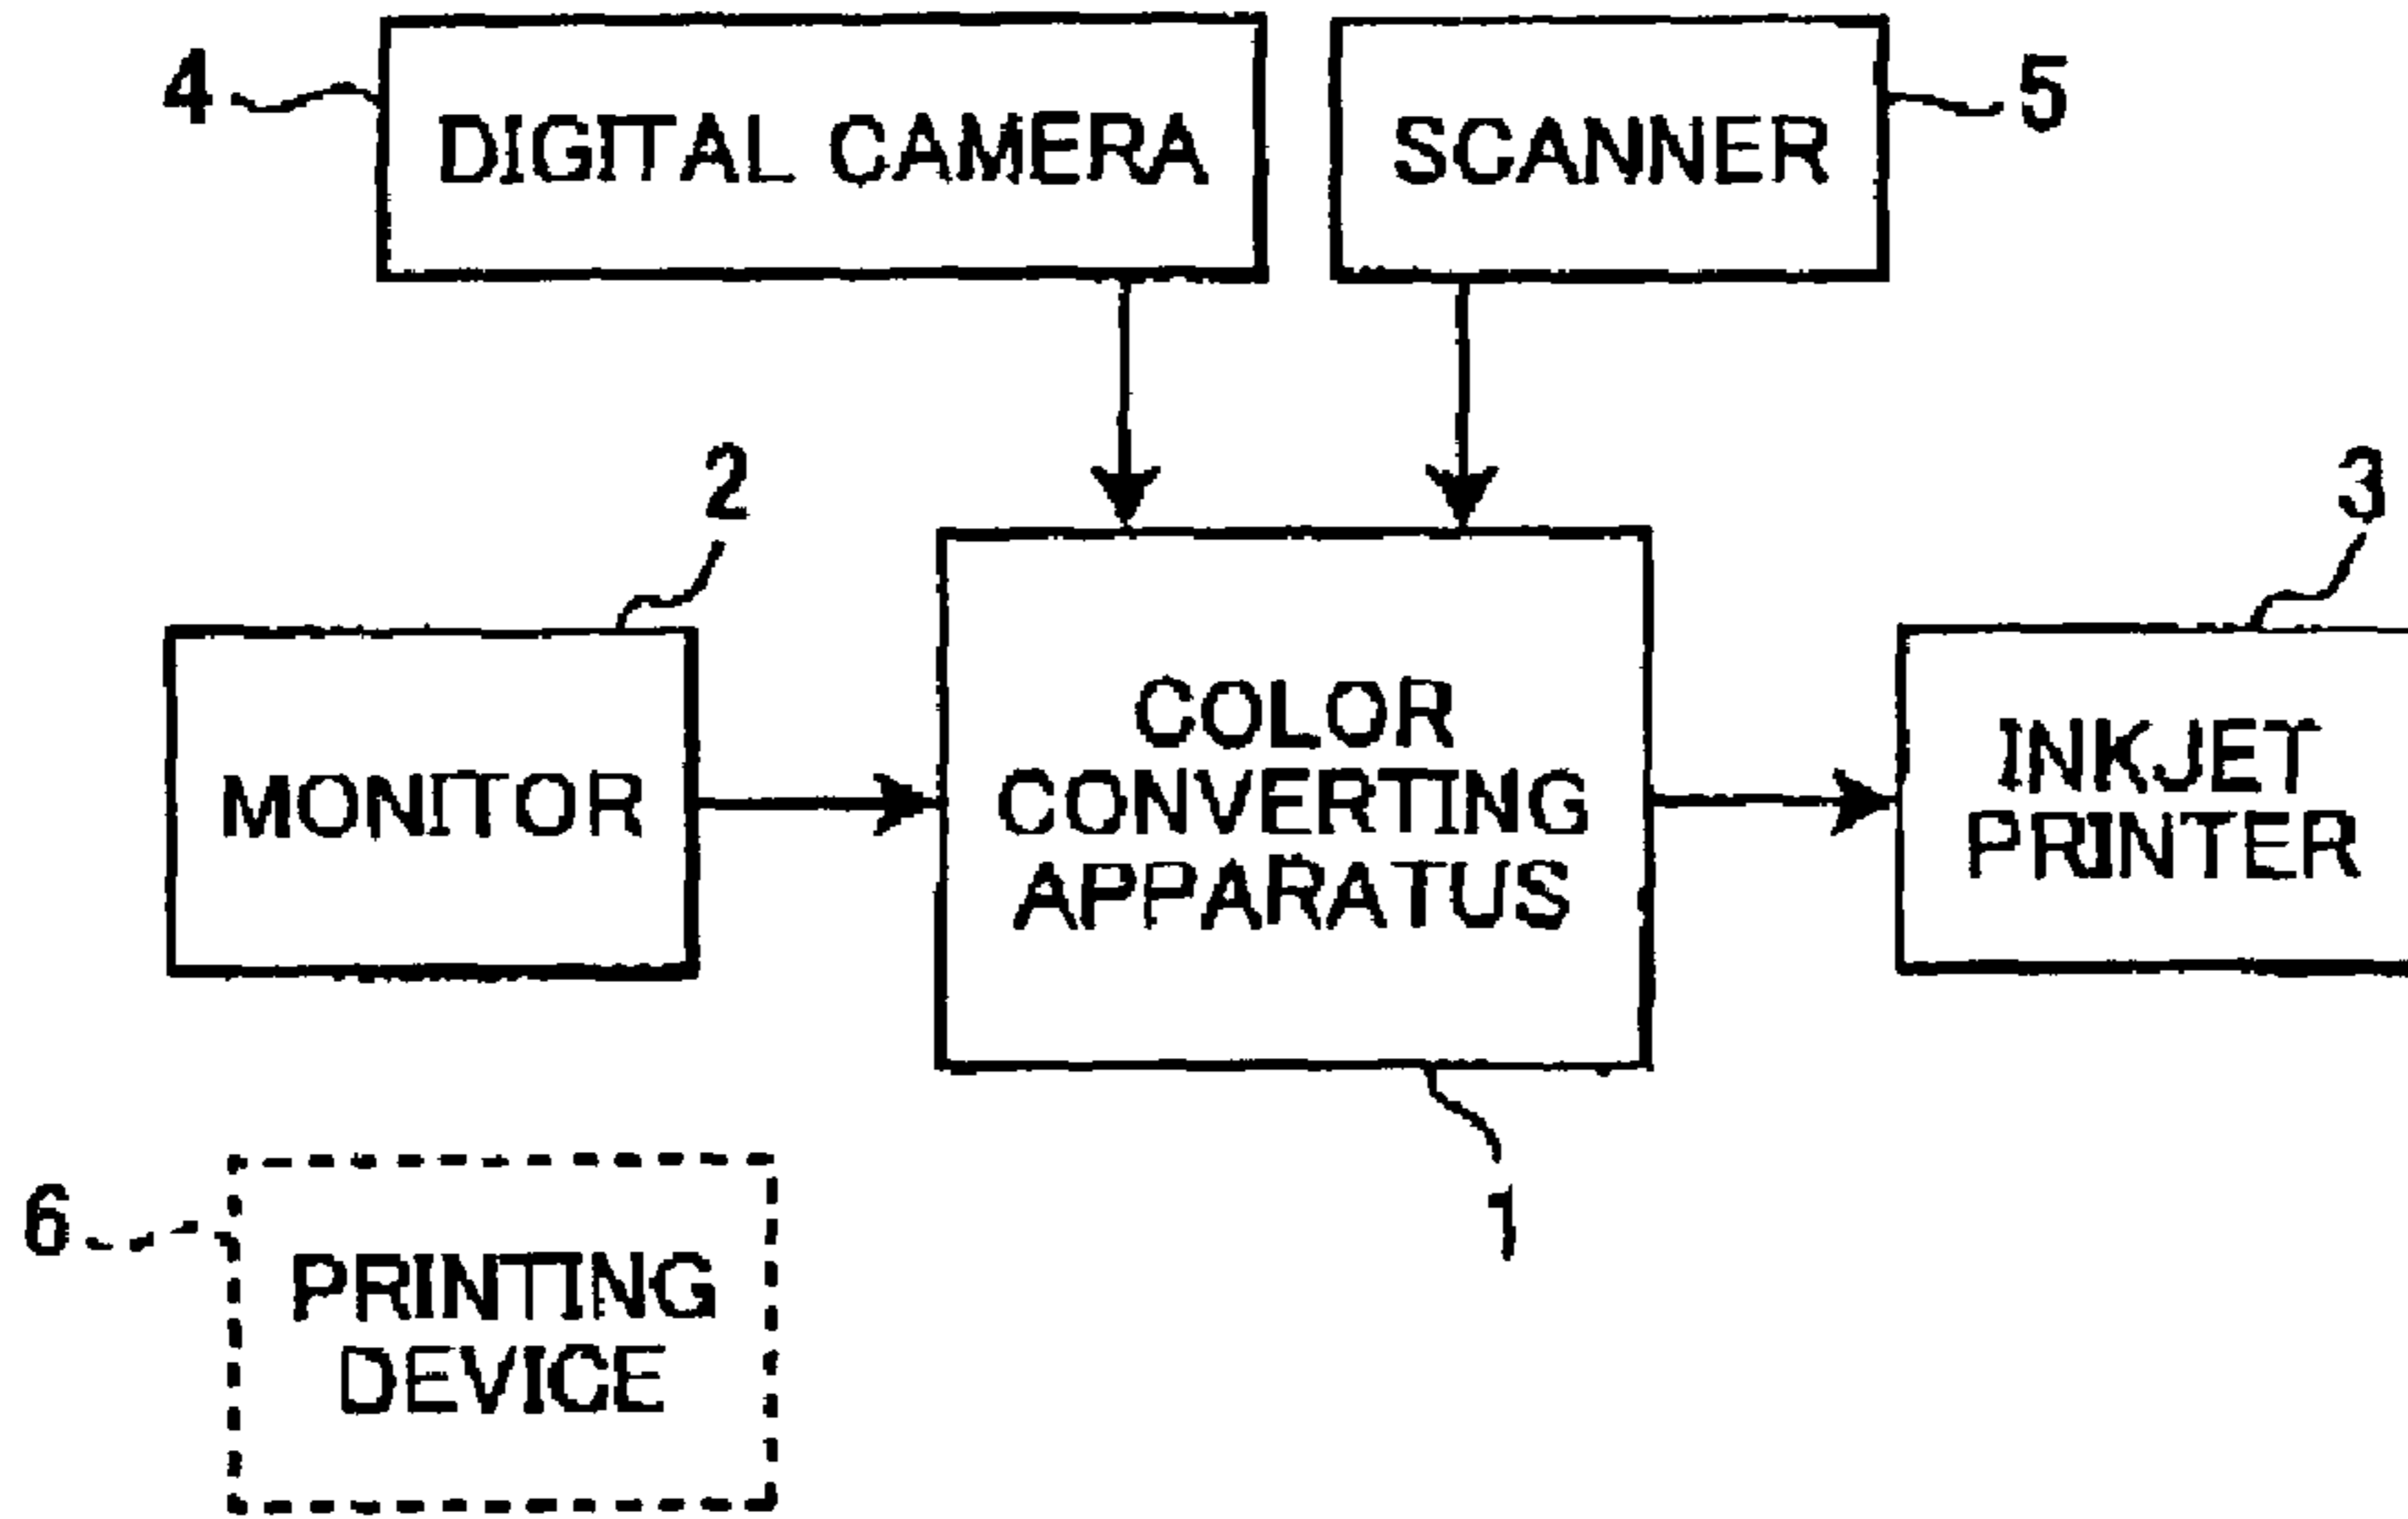 4
DIGITAL CAMERA
SCANNER
5
2
3
MONITOR
COLOR
CONVERTING
APPARATUS
INKJET
PRINTER
1
6
PRINTING
DEVICE